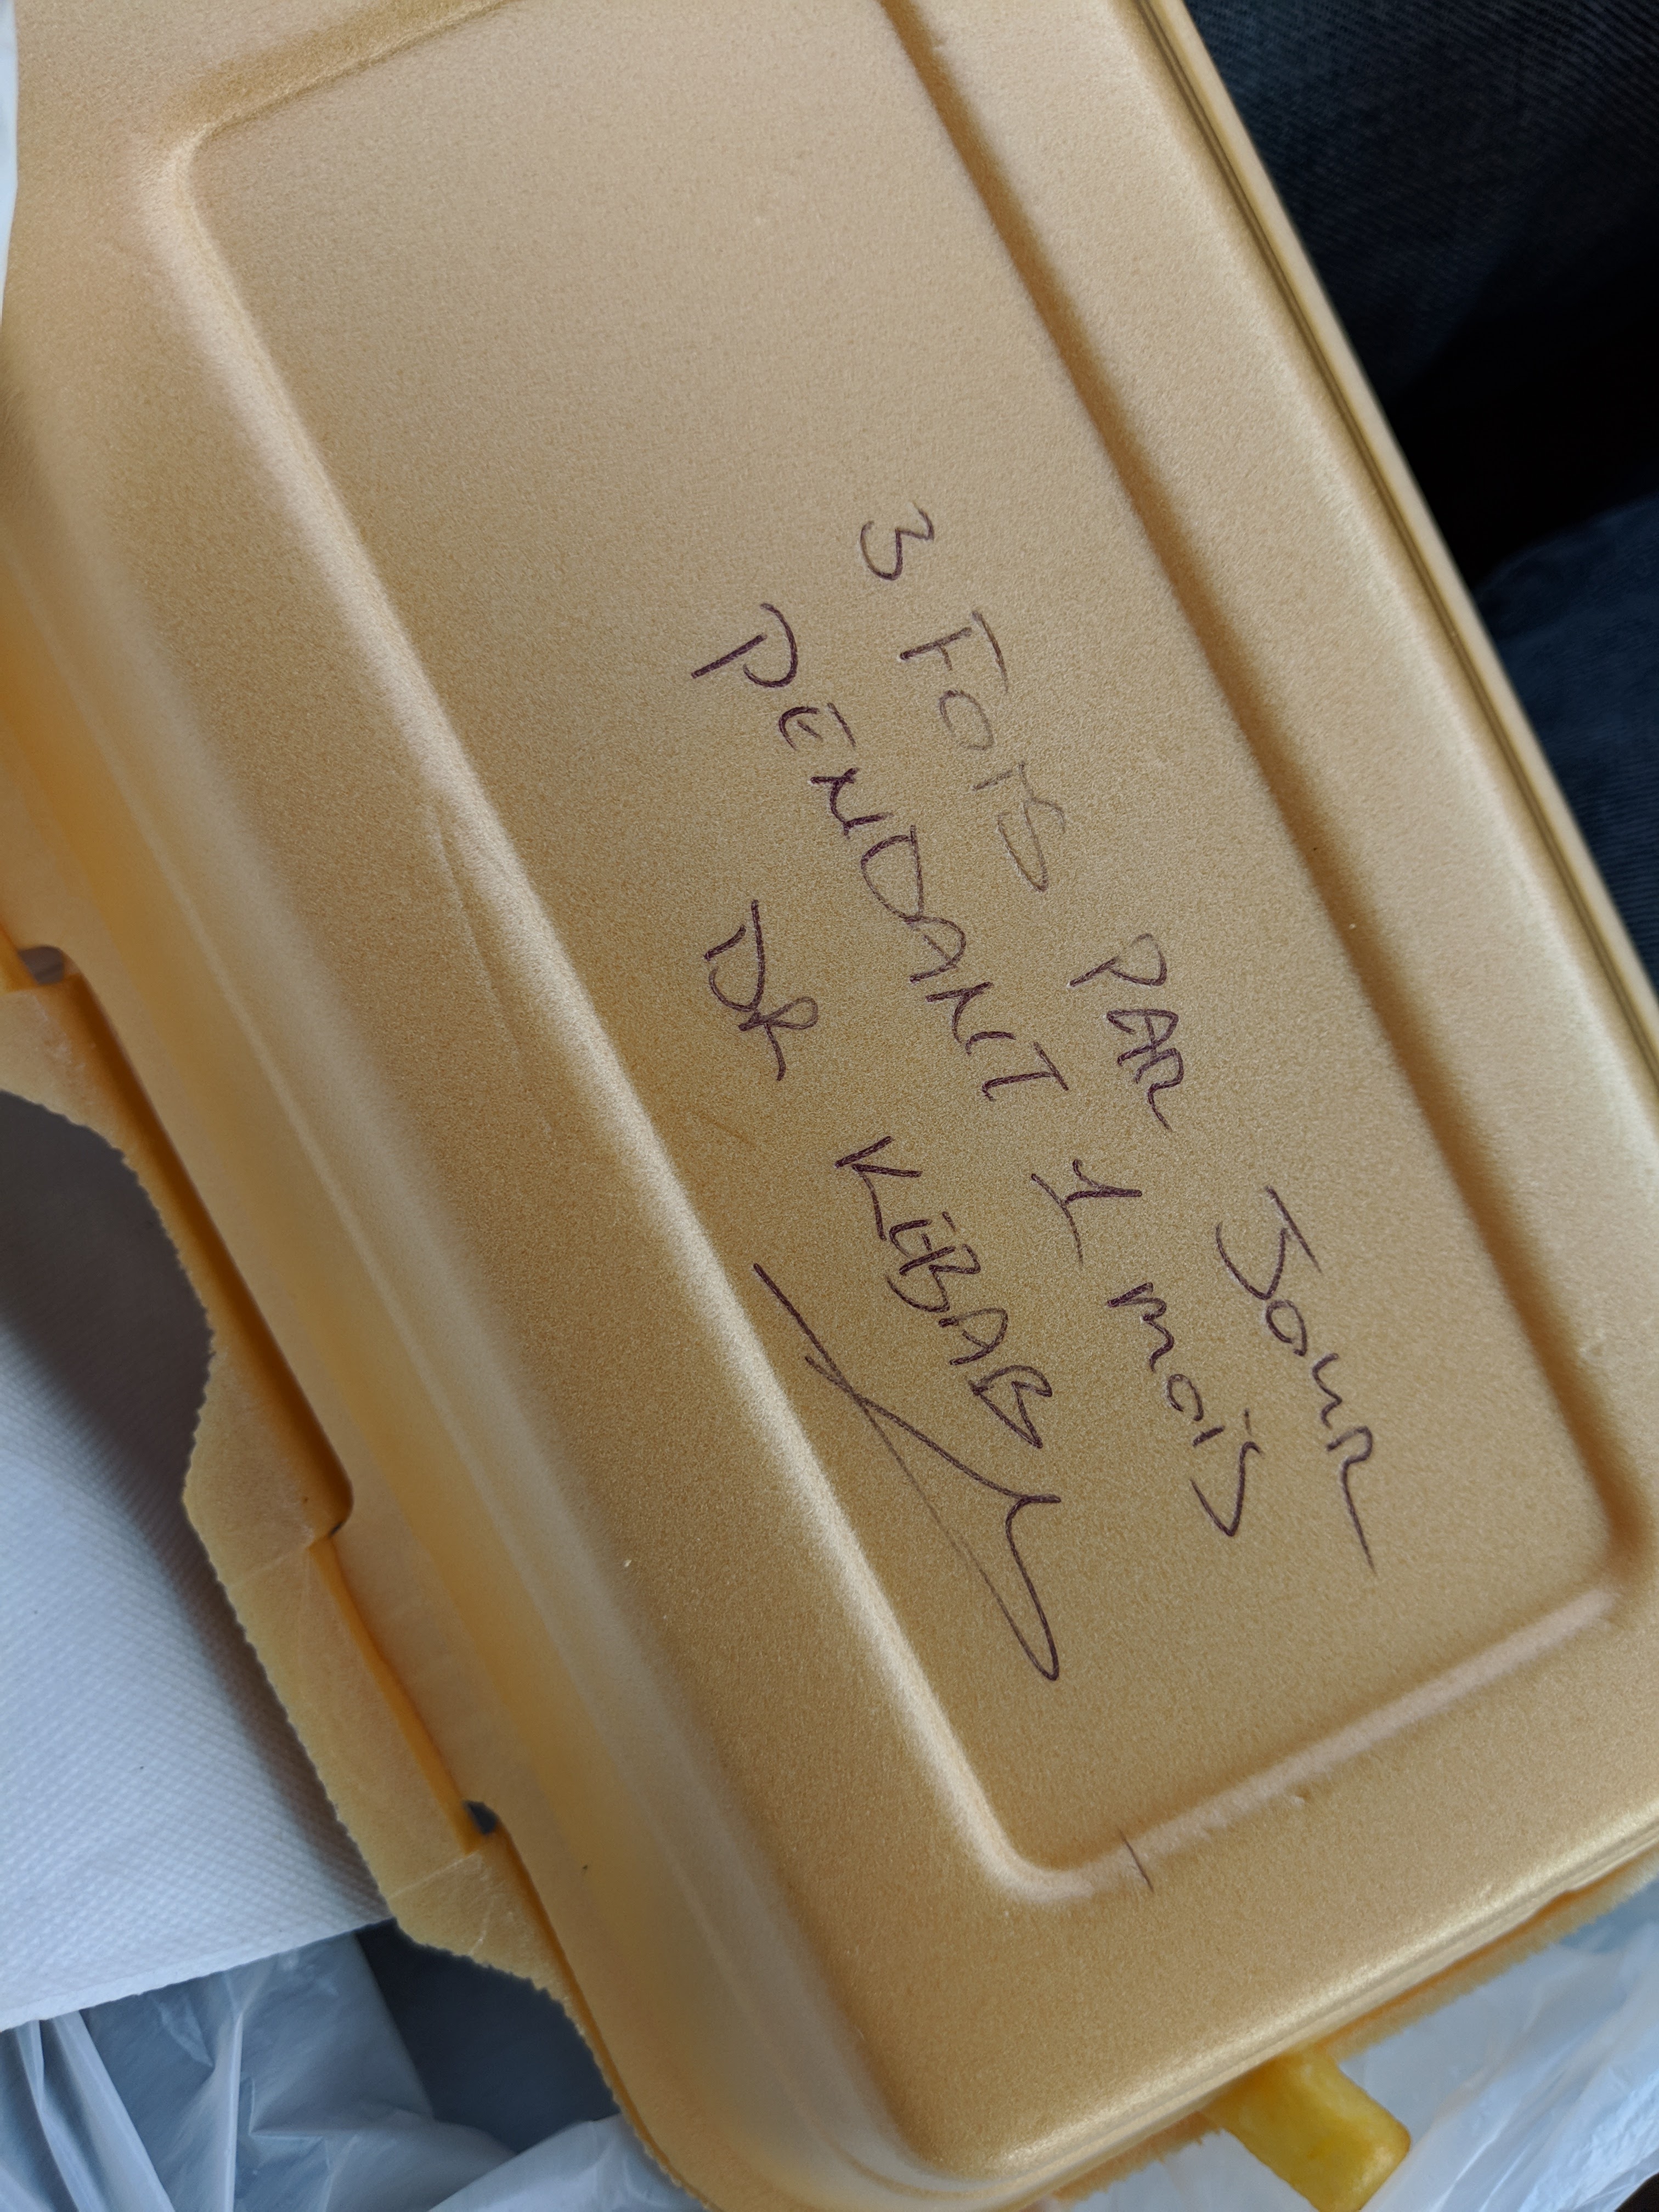 3 FOIS PAR JOUR
PENDANT 1 mois
DR KEBAB